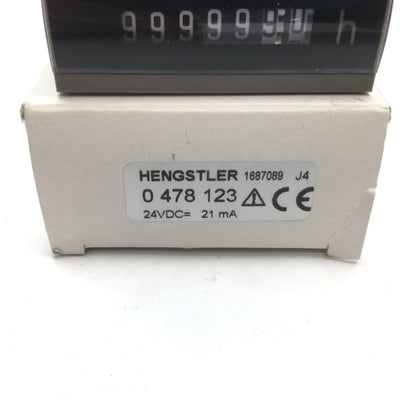 99999 h
HENGSTLER 1687089 J4
0 478 123 ⚠ CE
24VDC= 21 mA